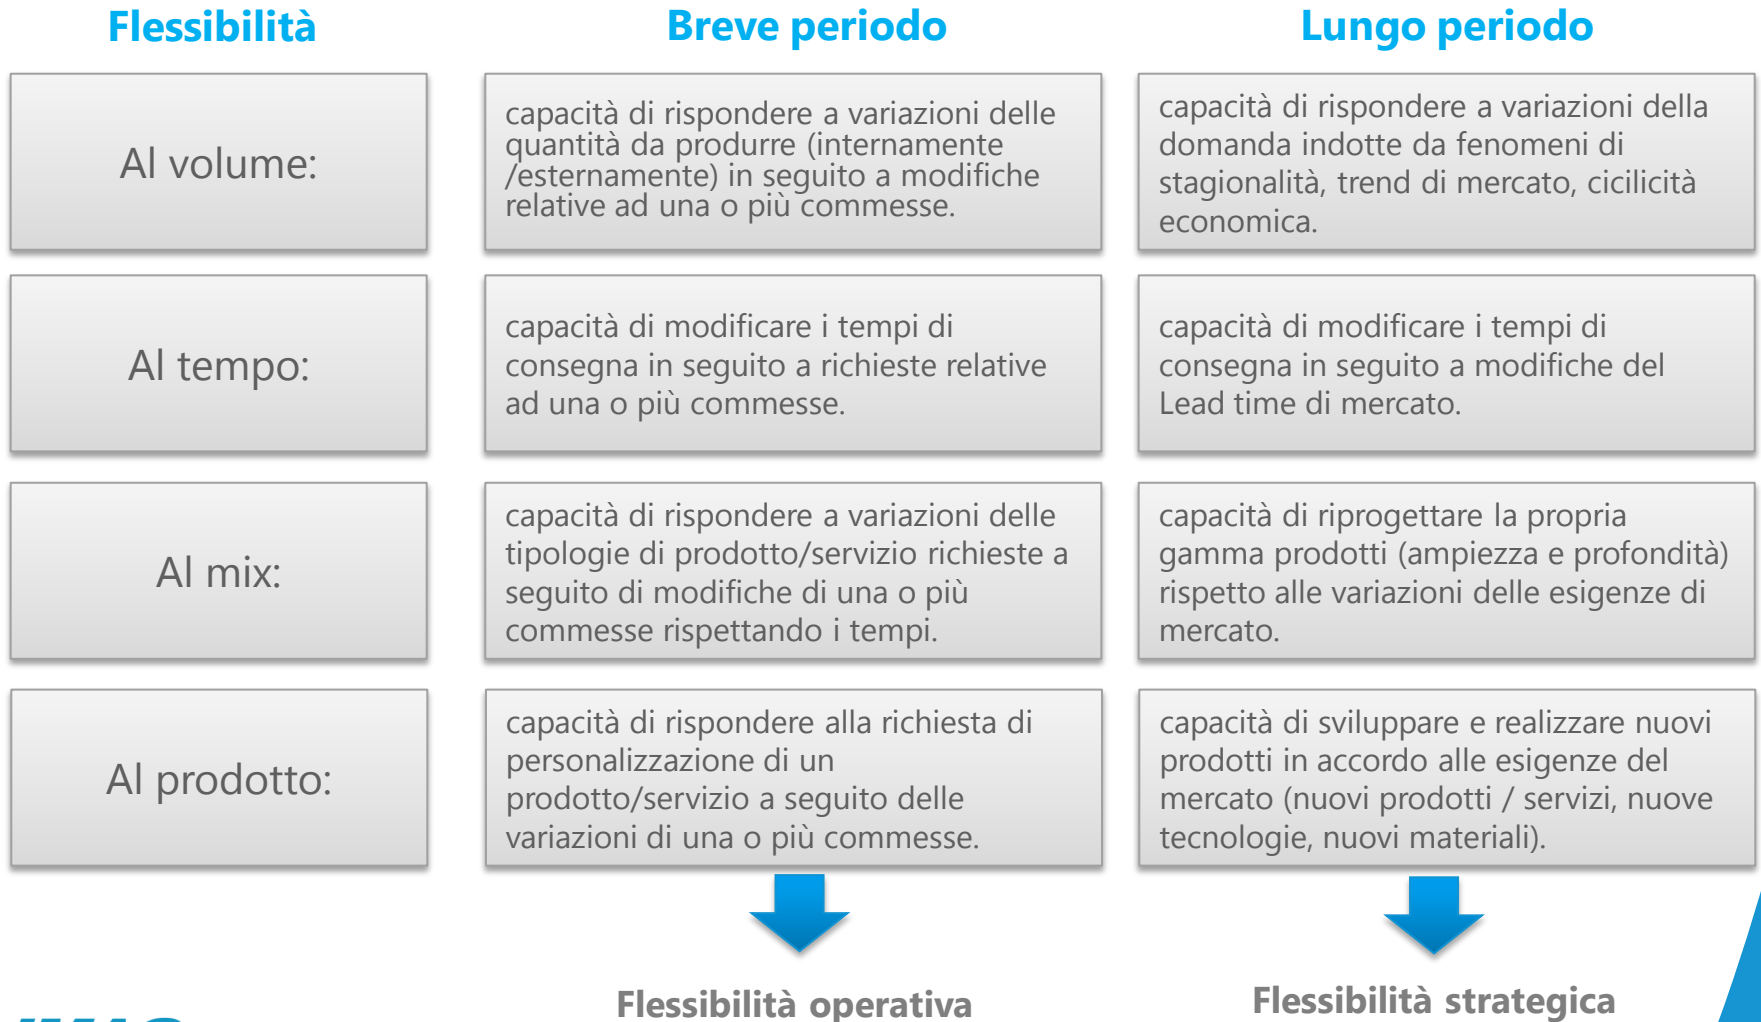 Flessibilità
Breve periodo
Lungo periodo
Al volume:
capacità di rispondere a variazioni delle
quantità da produrre (internamente
/esternamente) in seguito a modifiche
relative ad una o più commesse.
capacità di rispondere a variazioni della
domanda indotte da fenomeni di
stagionalità, trend di mercato, cicilicità
economica.
Al tempo:
capacità di modificare i tempi di
consegna in seguito a richieste relative
ad una o più commesse.
capacità di modificare i tempi di
consegna in seguito a modifiche del
Lead time di mercato.
Al mix:
capacità di rispondere a variazioni delle
tipologie di prodotto/servizio richieste a
seguito di modifiche di una o più
commesse rispettando i tempi.
capacità di riprogettare la propria
gamma prodotti (ampiezza e profondità)
rispetto alle variazioni delle esigenze di
mercato.
Al prodotto:
capacità di rispondere alla richiesta di
personalizzazione di un
prodotto/servizio a seguito delle
variazioni di una o più commesse.
capacità di sviluppare e realizzare nuovi
prodotti in accordo alle esigenze del
mercato (nuovi prodotti / servizi, nuove
tecnologie, nuovi materiali).
Flessibilità operativa
Flessibilità strategica